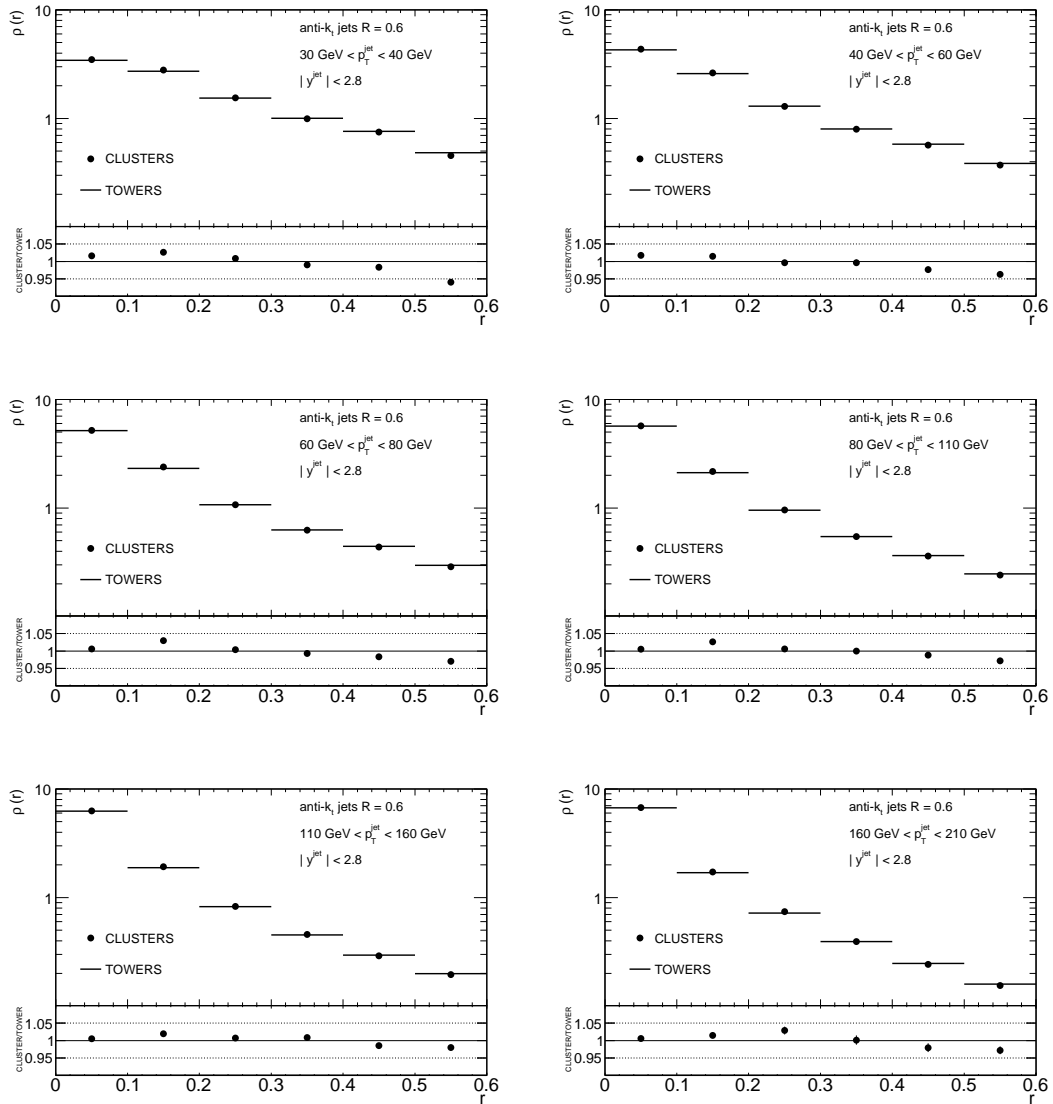 ρ (r)
10
1
anti-k_t jets R = 0.6
30 GeV < p_T^jet < 40 GeV
| y^jet | < 2.8
CLUSTERS
TOWERS
CLUSTER/TOWER
1.05
1
0.95
0 0.1 0.2 0.3 0.4 0.5 0.6
r
ρ (r)
10
1
anti-k_t jets R = 0.6
40 GeV < p_T^jet < 60 GeV
| y^jet | < 2.8
CLUSTERS
TOWERS
CLUSTER/TOWER
1.05
1
0.95
0 0.1 0.2 0.3 0.4 0.5 0.6
r
ρ (r)
10
1
anti-k_t jets R = 0.6
60 GeV < p_T^jet < 80 GeV
| y^jet | < 2.8
CLUSTERS
TOWERS
CLUSTER/TOWER
1.05
1
0.95
0 0.1 0.2 0.3 0.4 0.5 0.6
r
ρ (r)
10
1
anti-k_t jets R = 0.6
80 GeV < p_T^jet < 110 GeV
| y^jet | < 2.8
CLUSTERS
TOWERS
CLUSTER/TOWER
1.05
1
0.95
0 0.1 0.2 0.3 0.4 0.5 0.6
r
ρ (r)
10
1
anti-k_t jets R = 0.6
110 GeV < p_T^jet < 160 GeV
| y^jet | < 2.8
CLUSTERS
TOWERS
CLUSTER/TOWER
1.05
1
0.95
0 0.1 0.2 0.3 0.4 0.5 0.6
r
ρ (r)
10
1
anti-k_t jets R = 0.6
160 GeV < p_T^jet < 210 GeV
| y^jet | < 2.8
CLUSTERS
TOWERS
CLUSTER/TOWER
1.05
1
0.95
0 0.1 0.2 0.3 0.4 0.5 0.6
r